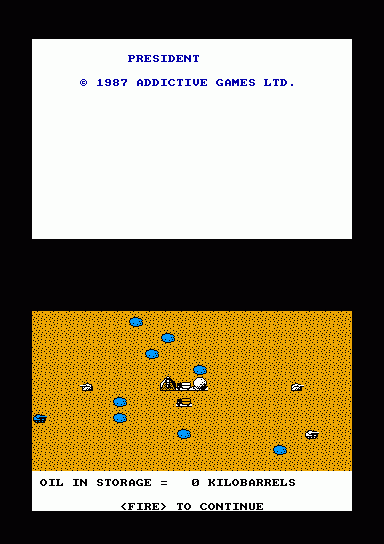 PRESIDENT
© 1987 ADDICTIVE GAMES LTD.
OIL IN STORAGE =   0 KILOBARRELS
<FIRE> TO CONTINUE